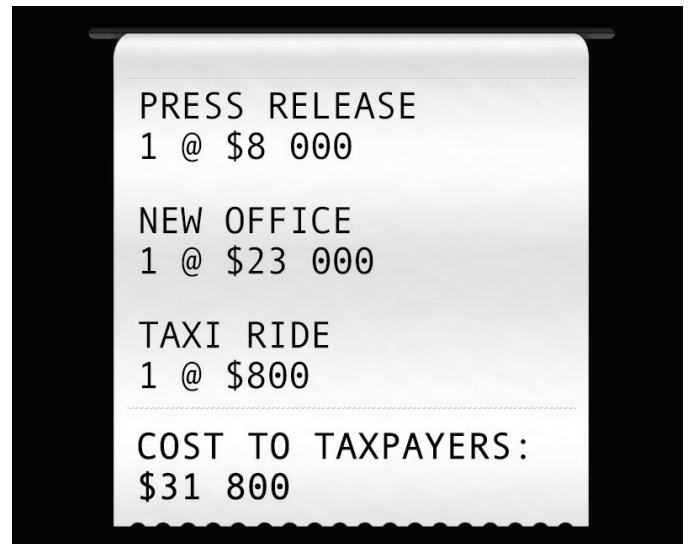 PRESS RELEASE
1 @ $8 000
NEW OFFICE
1 @ $23 000
TAXI RIDE
1 @ $800
COST TO TAXPAYERS:
$31 800